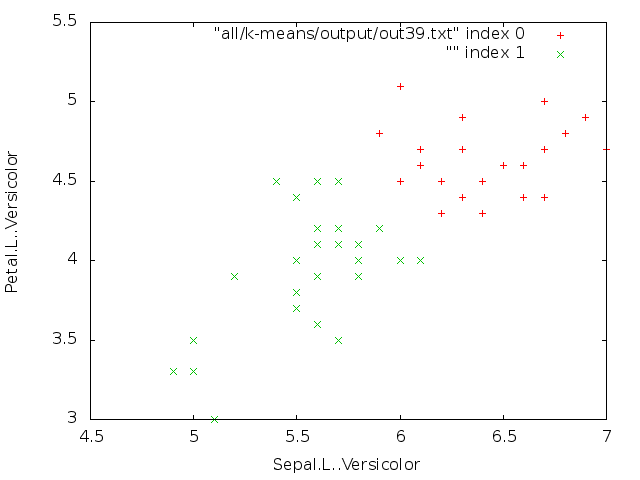 "all/k-means/output/out39.txt" index 0
"" index 1
5.5
5
4.5
4
3.5
3
Petal.L..Versicolor
4.5 5 5.5 6 6.5 7
Sepal.L..Versicolor